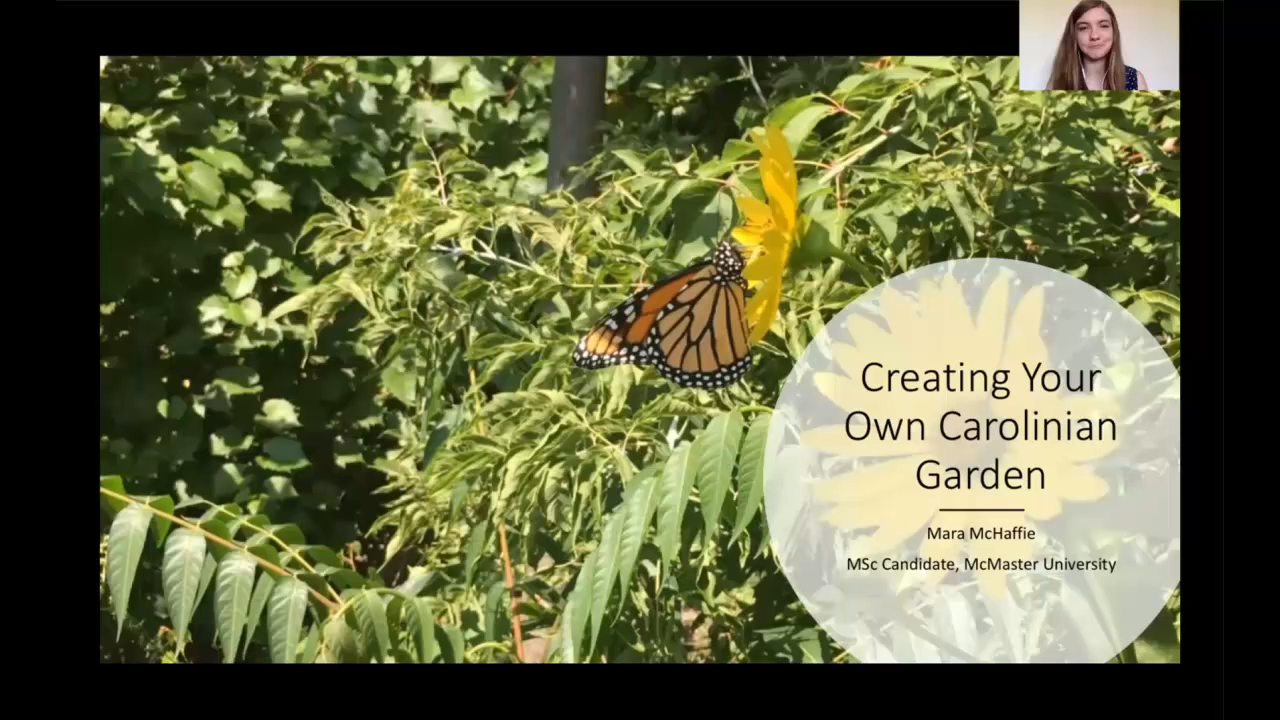 Creating Your
Own Carolinian
Garden
Mara McHaffie
MSc Candidate, McMaster University